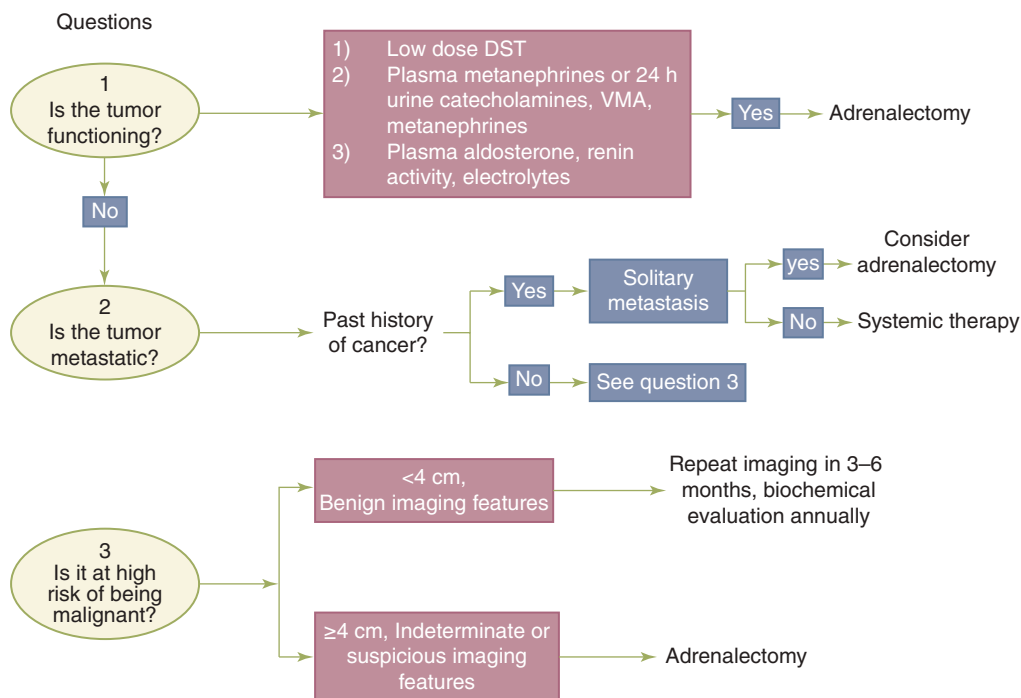 Questions
1
Is the tumor
functioning?
1) Low dose DST
2) Plasma metanephrines or 24 h
urine catecholamines, VMA,
metanephrines
3) Plasma aldosterone, renin
activity, electrolytes
Yes
Adrenalectomy
No
2
Is the tumor
metastatic?
Past history
of cancer?
Yes
Solitary
metastasis
yes
Consider
adrenalectomy
No
Systemic therapy
No
See question 3
3
Is it at high
risk of being
malignant?
<4 cm,
Benign imaging features
Repeat imaging in 3–6
months, biochemical
evaluation annually
≥4 cm, Indeterminate or
suspicious imaging
features
Adrenalectomy